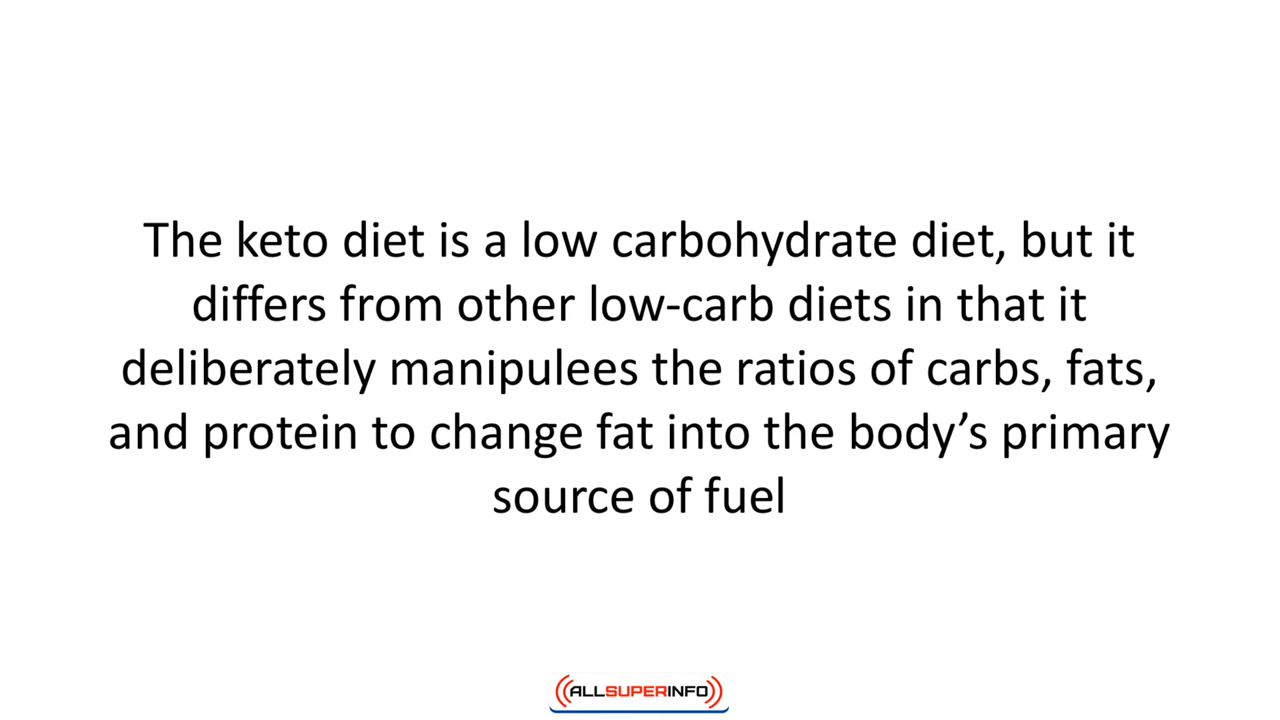 The keto diet is a low carbohydrate diet, but it
differs from other low-carb diets in that it
deliberately manipulees the ratios of carbs, fats,
and protein to change fat into the body’s primary
source of fuel
ALLSUPERINFO